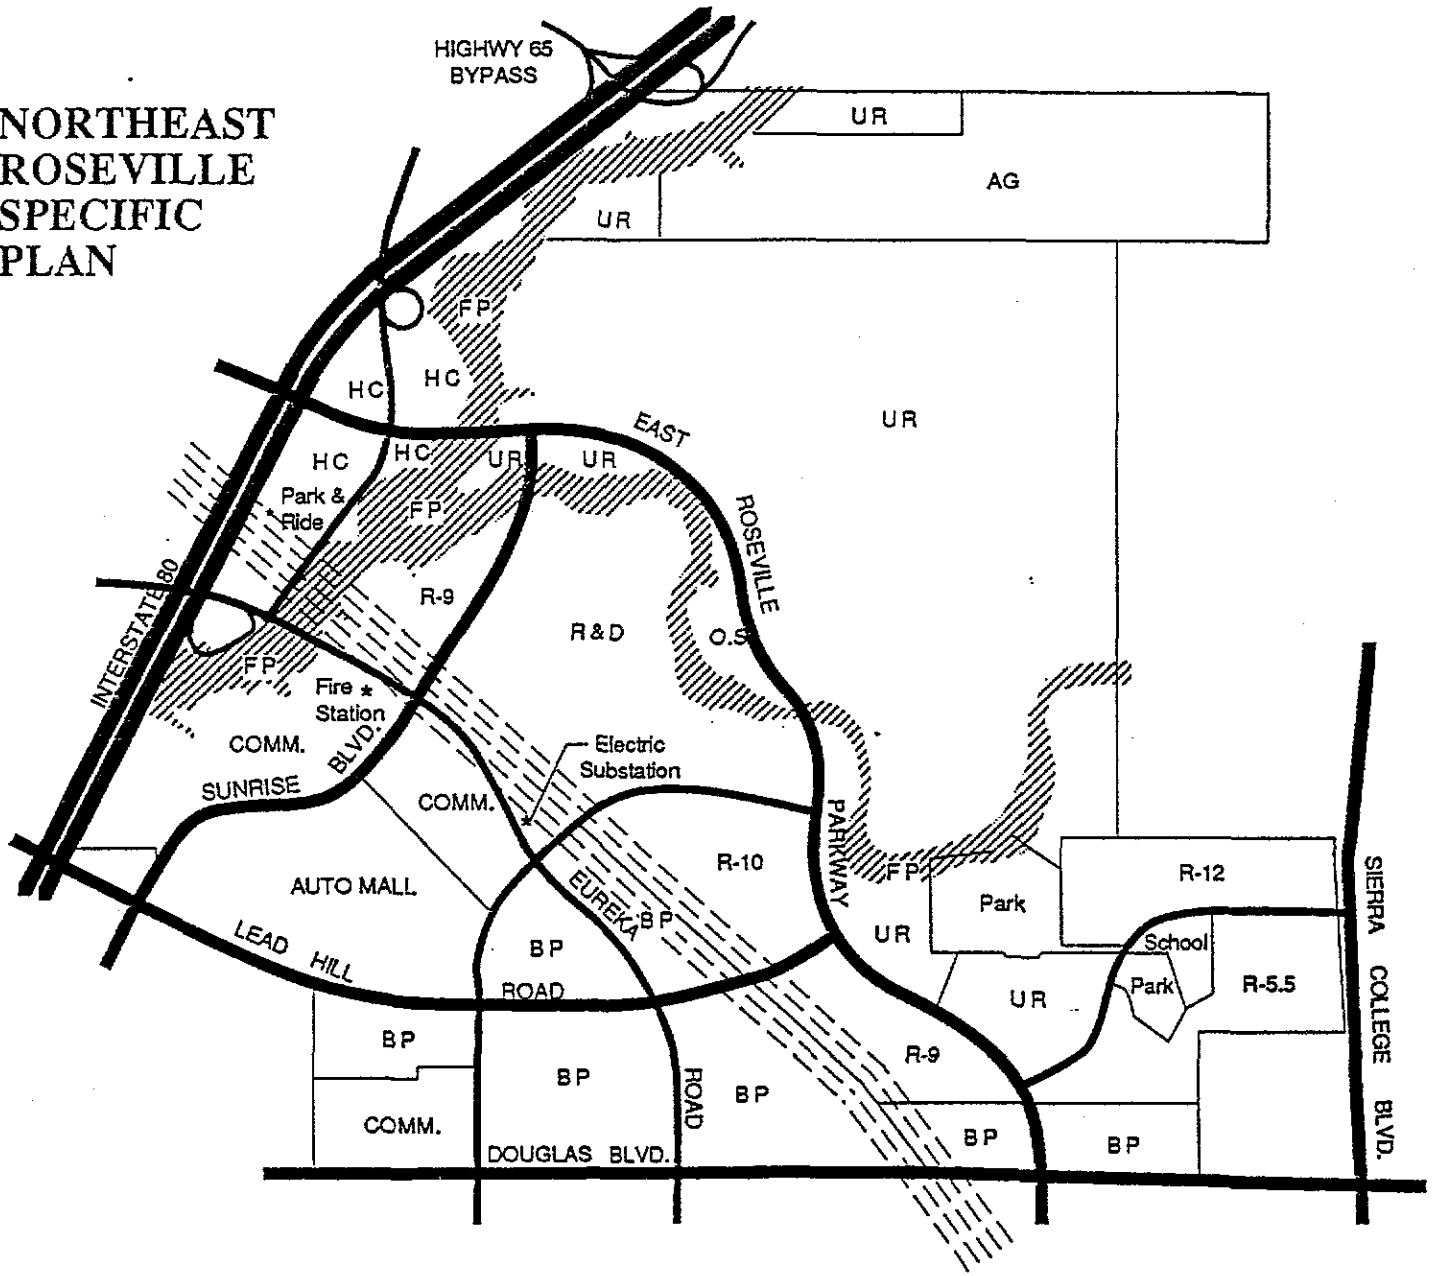 HIGHWY 65
BYPASS
NORTHEAST
ROSEVILLE
SPECIFIC
PLAN
UR
AG
UR
FP
HC
HC
UR
EAST
HC
HC
UR
UR
Park &
* Ride
FP
ROSEVILLE
INTERSTATE 80
R-9
R&D
O.S.
FP
Fire *
Station
COMM.
BLVD.
Electric
Substation
SUNRISE
COMM.
*
PARKWAY
R-10
FP
R-12
AUTO MALL
EUREKA
BP
Park
SIERRA COLLEGE BLVD.
LEAD HILL ROAD
BP
UR
School
Park
R-5.5
UR
BP
R-9
BP
ROAD
BP
COMM.
BP
BP
DOUGLAS BLVD.